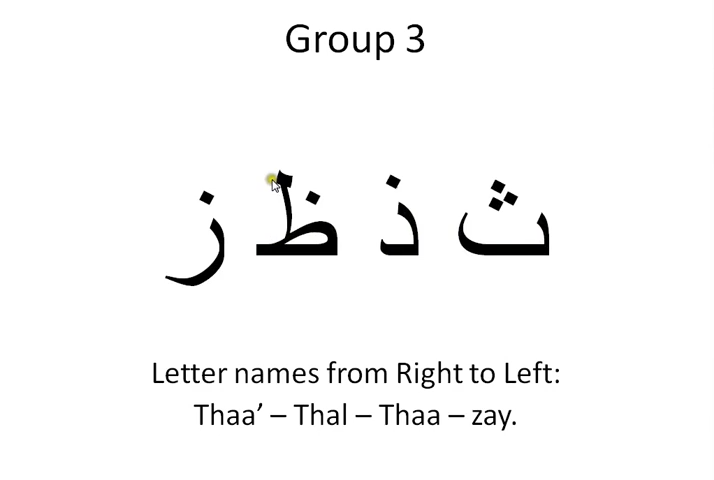 Group 3
ث ذ ظ ز
Letter names from Right to Left:
Thaa’ – Thal – Thaa – zay.